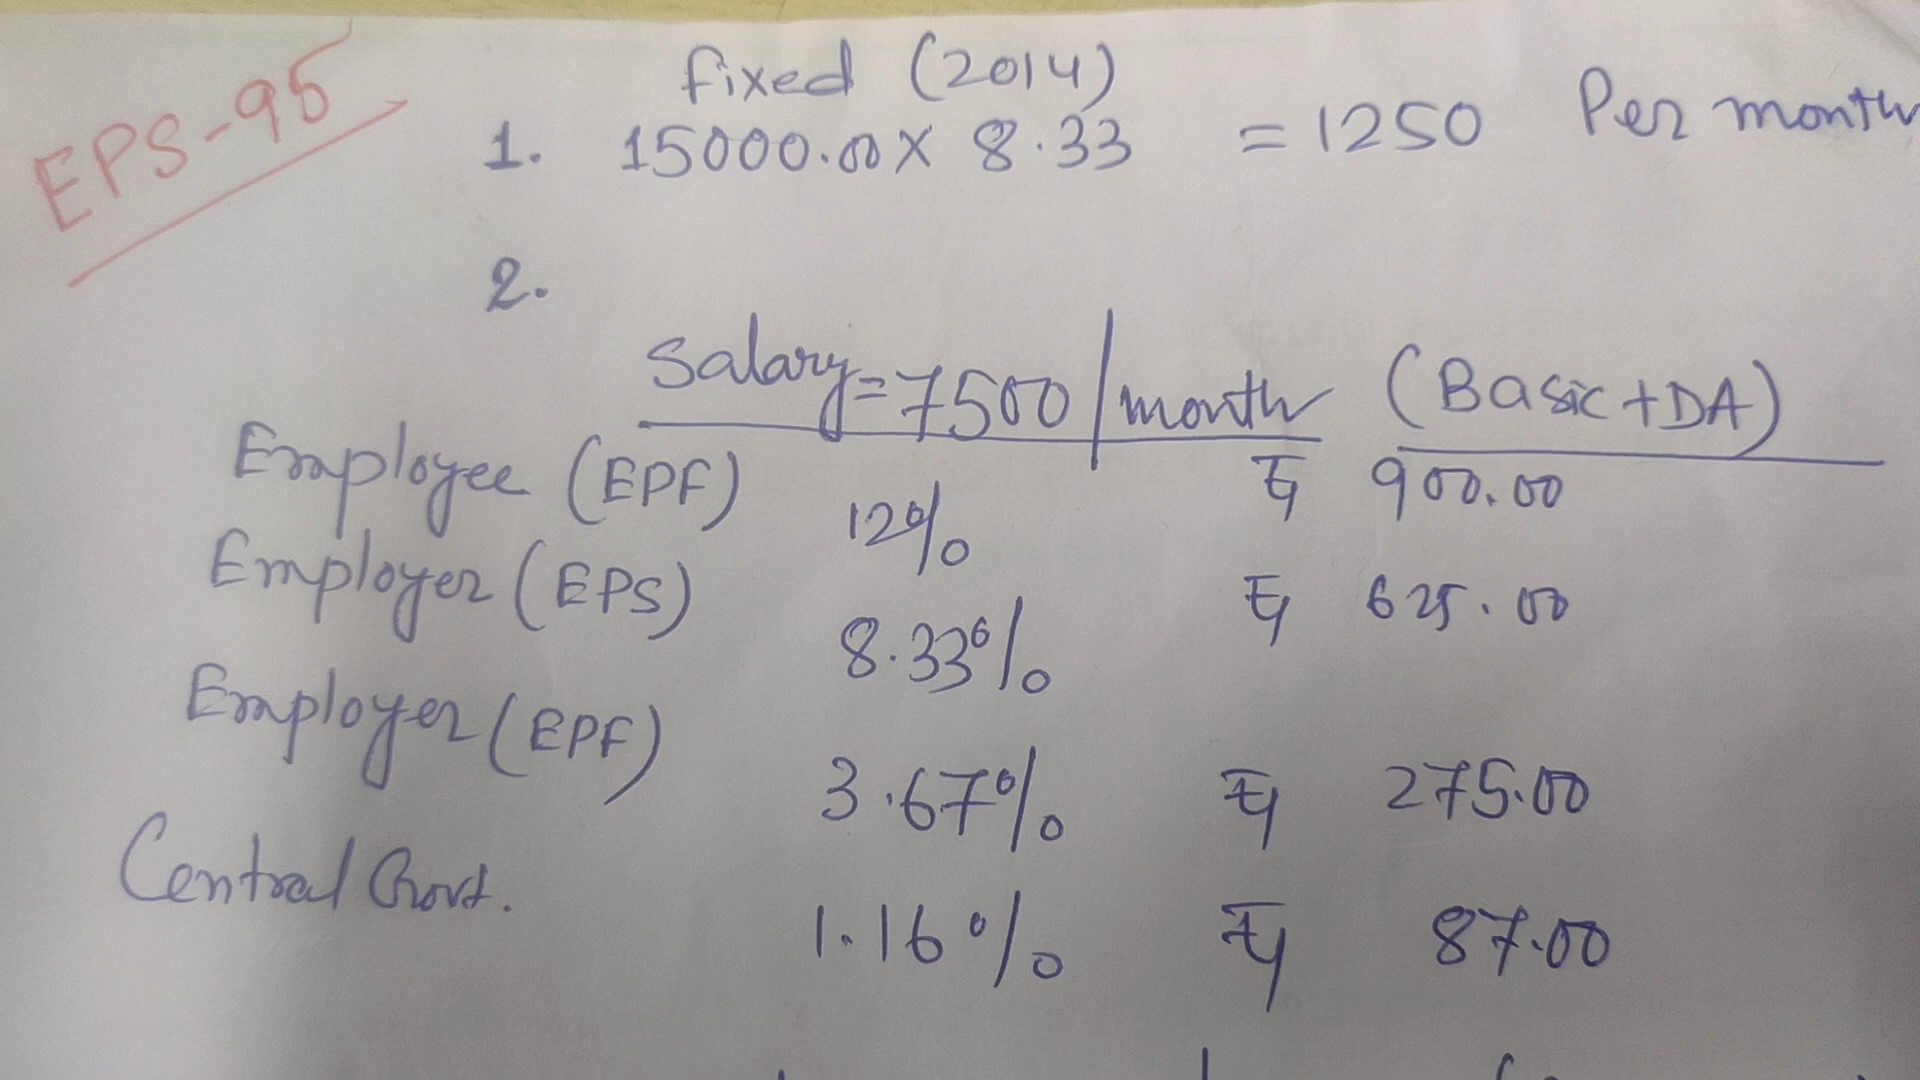 EPS-95
fixed (2014)
1. 15000.00 X 8.33 = 1250 Per month
2.
Salary = 7500 / month (Basic + DA)
Employee (EPF) 12% ₹ 900.00
Employer (EPS) 8.33% ₹ 625.00
Employer (EPF) 3.67% ₹ 275.00
Central Govt. 1.16% ₹ 87.00